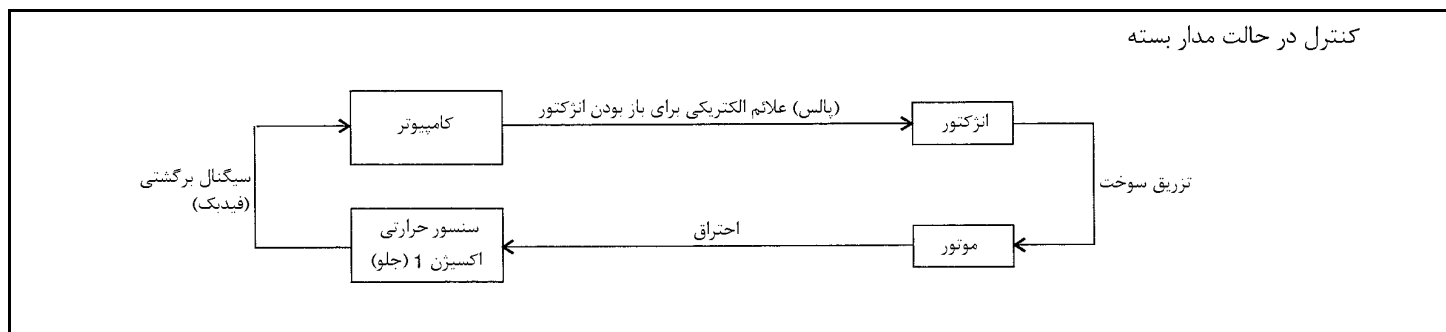 کنترل در حالت مدار بسته
کامپیوتر
(پالس) علائم الکتریکی برای باز بودن انژکتور
انژکتور
سیگنال برگشتی
(فیدبک)
تزریق سوخت
سنسور حرارتی
اکسیژن 1 (جلو)
احتراق
موتور